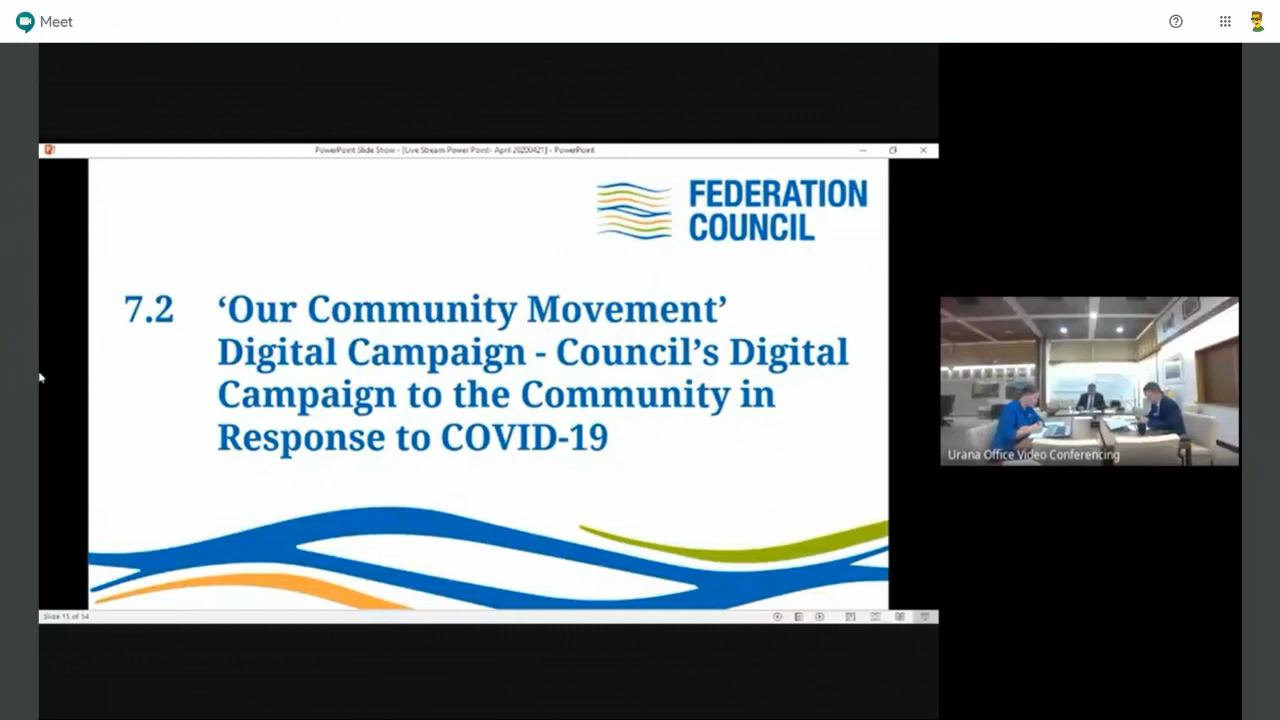 Meet
PowerPoint Slide Show - [Live Stream Power Point- April 20200421] - PowerPoint
FEDERATION
COUNCIL
7.2 ‘Our Community Movement’
Digital Campaign - Council’s Digital
Campaign to the Community in
Response to COVID-19
Urana Office Video Conferencing
Slide 15 of 54